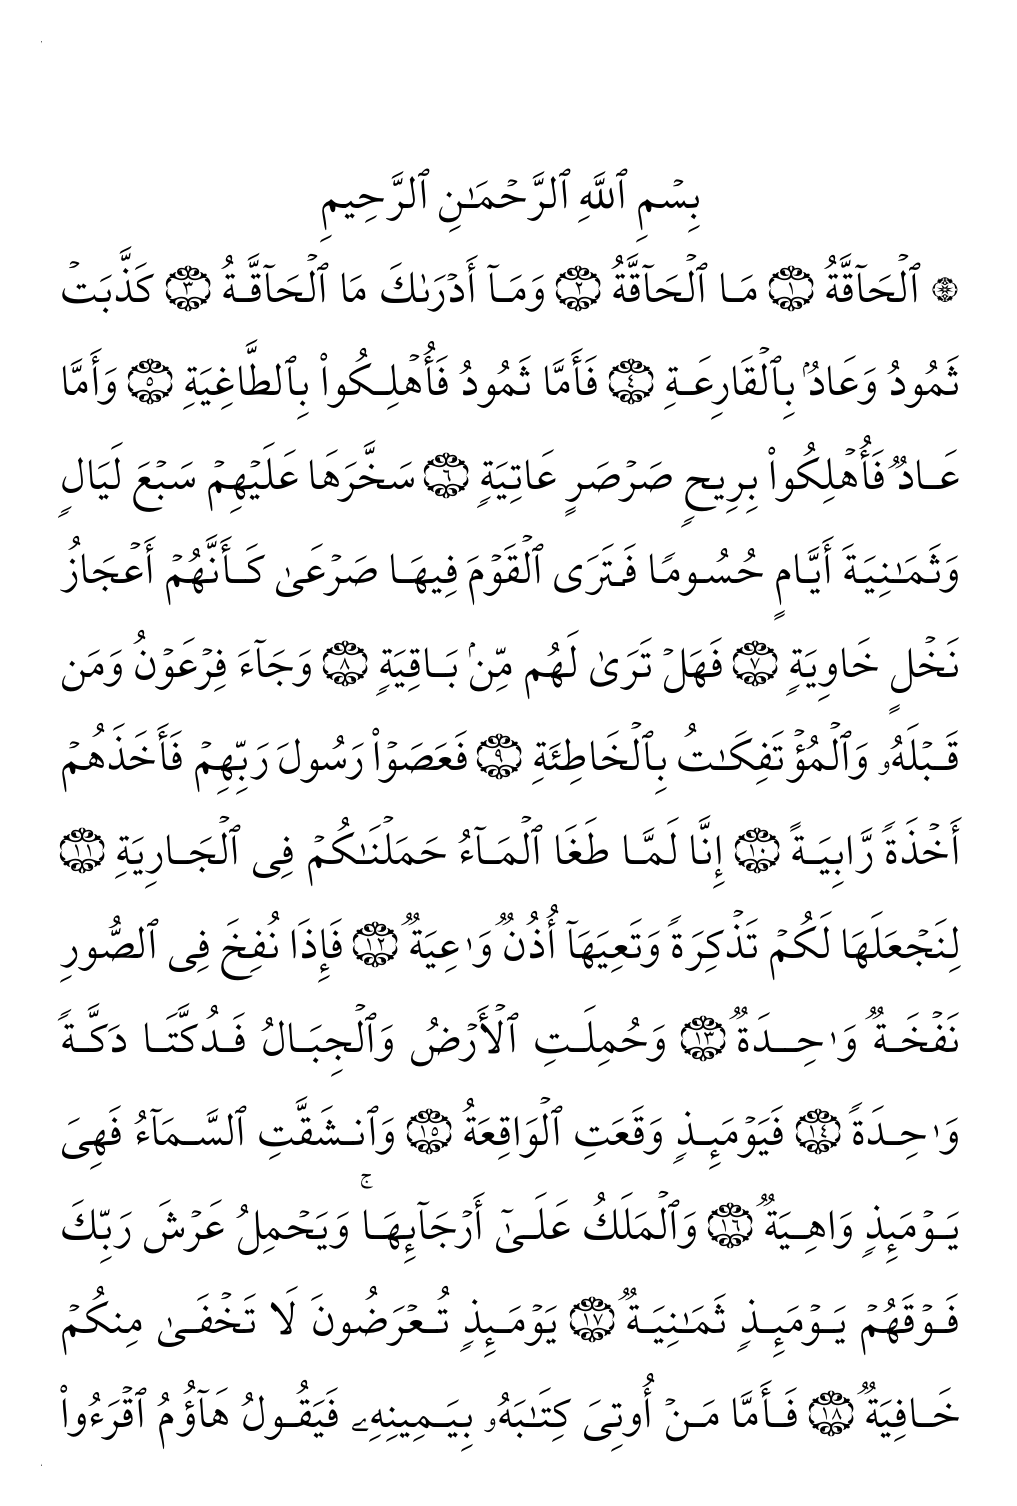 بِسۡمِ ٱللَّهِ ٱلرَّحۡمَٰنِ ٱلرَّحِيمِ
۞ ٱلۡحَآقَّةُ ١ مَا ٱلۡحَآقَّةُ ٢ وَمَآ أَدۡرَىٰكَ مَا ٱلۡحَآقَّةُ ٣ كَذَّبَتۡ
ثَمُودُ وَعَادُۢ بِٱلۡقَارِعَةِ ٤ فَأَمَّا ثَمُودُ فَأُهۡلِكُواْ بِٱلطَّاغِيَةِ ٥ وَأَمَّا
عَادٞ فَأُهۡلِكُواْ بِرِيحٖ صَرۡصَرٍ عَاتِيَةٖ ٦ سَخَّرَهَا عَلَيۡهِمۡ سَبۡعَ لَيَالٖ
وَثَمَٰنِيَةَ أَيَّامٍ حُسُومٗا فَتَرَى ٱلۡقَوۡمَ فِيهَا صَرۡعَىٰ كَأَنَّهُمۡ أَعۡجَازُ
نَخۡلٍ خَاوِيَةٖ ٧ فَهَلۡ تَرَىٰ لَهُم مِّنۢ بَاقِيَةٖ ٨ وَجَآءَ فِرۡعَوۡنُ وَمَن
قَبۡلَهُۥ وَٱلۡمُؤۡتَفِكَٰتُ بِٱلۡخَاطِئَةِ ٩ فَعَصَوۡاْ رَسُولَ رَبِّهِمۡ فَأَخَذَهُمۡ
أَخۡذَةٗ رَّابِيَةً ١٠ إِنَّا لَمَّا طَغَا ٱلۡمَآءُ حَمَلۡنَٰكُمۡ فِي ٱلۡجَارِيَةِ ١١
لِنَجۡعَلَهَا لَكُمۡ تَذۡكِرَةٗ وَتَعِيَهَآ أُذُنٞ وَٰعِيَةٞ ١٢ فَإِذَا نُفِخَ فِي ٱلصُّورِ
نَفۡخَةٞ وَٰحِدَةٞ ١٣ وَحُمِلَتِ ٱلۡأَرۡضُ وَٱلۡجِبَالُ فَدُكَّتَا دَكَّةٗ
وَٰحِدَةٗ ١٤ فَيَوۡمَئِذٖ وَقَعَتِ ٱلۡوَاقِعَةُ ١٥ وَٱنشَقَّتِ ٱلسَّمَآءُ فَهِيَ
يَوۡمَئِذٖ وَاهِيَةٞ ١٦ وَٱلۡمَلَكُ عَلَىٰٓ أَرۡجَآئِهَاۚ وَيَحۡمِلُ عَرۡشَ رَبِّكَ
فَوۡقَهُمۡ يَوۡمَئِذٖ ثَمَٰنِيَةٞ ١٧ يَوۡمَئِذٖ تُعۡرَضُونَ لَا تَخۡفَىٰ مِنكُمۡ
خَافِيَةٞ ١٨ فَأَمَّا مَنۡ أُوتِيَ كِتَٰبَهُۥ بِيَمِينِهِۦ فَيَقُولُ هَآؤُمُ ٱقۡرَءُواْ